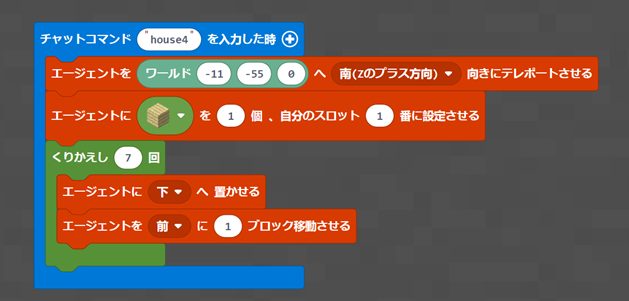 チャットコマンド "house4" を入力した時
エージェントを ワールド -11 -55 0 へ 南(Zのプラス方向) 向きにテレポートさせる
エージェントに を 1 個 、自分のスロット 1 番に設定させる
くりかえし 7 回
エージェントに 下 へ 置かせる
エージェントを 前 に 1 ブロック移動させる